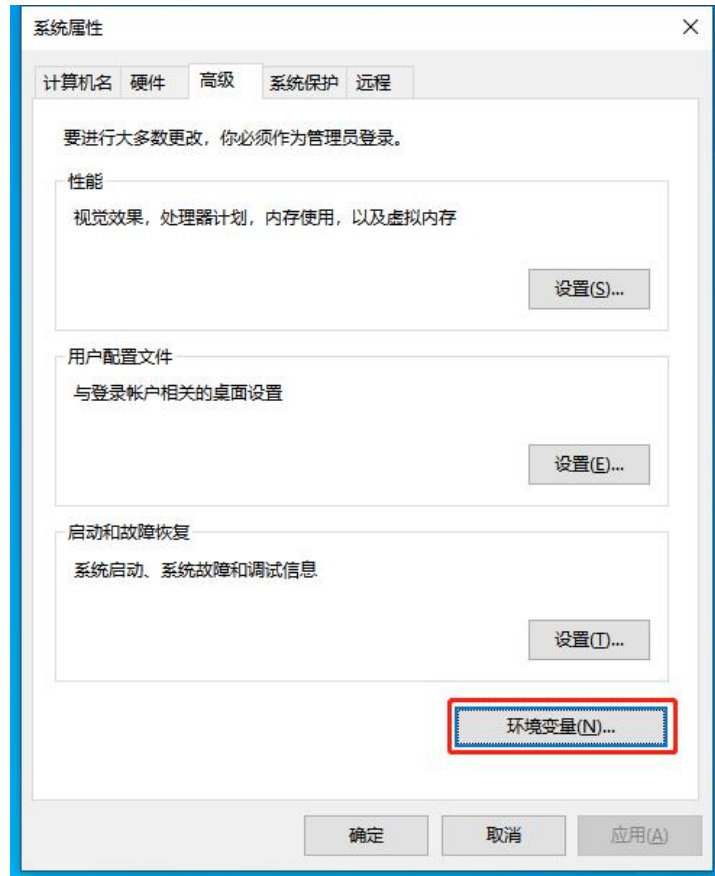 系统属性
计算机名 硬件 高级 系统保护 远程
要进行大多数更改，你必须作为管理员登录。
性能
视觉效果，处理器计划，内存使用，以及虚拟内存
设置(S)...
用户配置文件
与登录帐户相关的桌面设置
设置(E)...
启动和故障恢复
系统启动、系统故障和调试信息
设置(T)...
环境变量(N)...
确定 取消 应用(A)